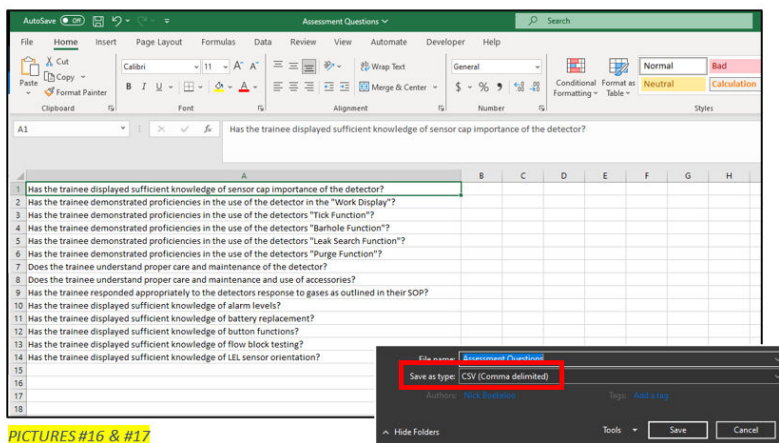 AutoSave Off
Assessment Questions
Search
File Home Insert Page Layout Formulas Data Review View Automate Developer Help
Cut
Copy
Format Painter
Paste
Clipboard
Calibri 11
B I U
Font
Wrap Text
Merge & Center
Alignment
General
$ % 9
Number
Conditional Formatting
Format as Table
Normal Bad
Neutral Calculation
Styles
A1 fx Has the trainee displayed sufficient knowledge of sensor cap importance of the detector?
A B C D E F G H
1 Has the trainee displayed sufficient knowledge of sensor cap importance of the detector?
2 Has the trainee demonstrated proficiencies in the use of the detector in the "Work Display"?
3 Has the trainee demonstrated proficiencies in the use of the detectors "Tick Function"?
4 Has the trainee demonstrated proficiencies in the use of the detectors "Barhole Function"?
5 Has the trainee demonstrated proficiencies in the use of the detectors "Leak Search Function"?
6 Has the trainee demonstrated proficiencies in the use of the detectors "Purge Function"?
7 Does the trainee understand proper care and maintenance of the detector?
8 Does the trainee understand proper care and maintenance and use of accessories?
9 Has the trainee responded appropriately to the detectors response to gases as outlined in their SOP?
10 Has the trainee displayed sufficient knowledge of alarm levels?
11 Has the trainee displayed sufficient knowledge of battery replacement?
12 Has the trainee displayed sufficient knowledge of button functions?
13 Has the trainee displayed sufficient knowledge of flow block testing?
14 Has the trainee displayed sufficient knowledge of LEL sensor orientation?
15
16
17
18
File name: Assessment Questions
Save as type: CSV (Comma delimited)
Authors: Nick
Tags: Add a tag
Hide Folders
Tools Save Cancel
PICTURES #16 & #17